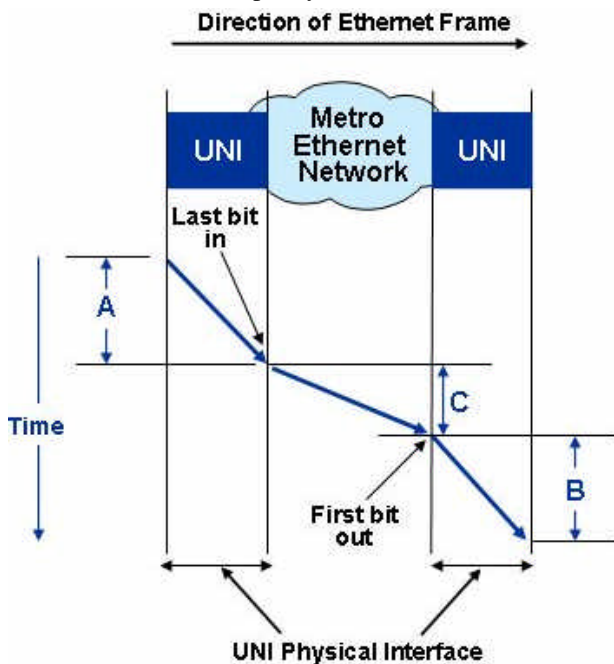 Direction of Ethernet Frame
UNI
Metro
Ethernet
Network
UNI
Last bit
in
A
C
Time
B
First bit
out
UNI Physical Interface